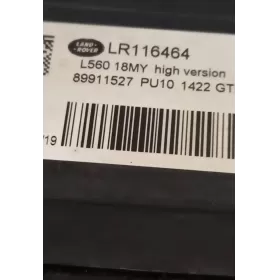 LAND ROVER LR116464
L560 18MY high version
89911527 PU10 1422 GT
/19